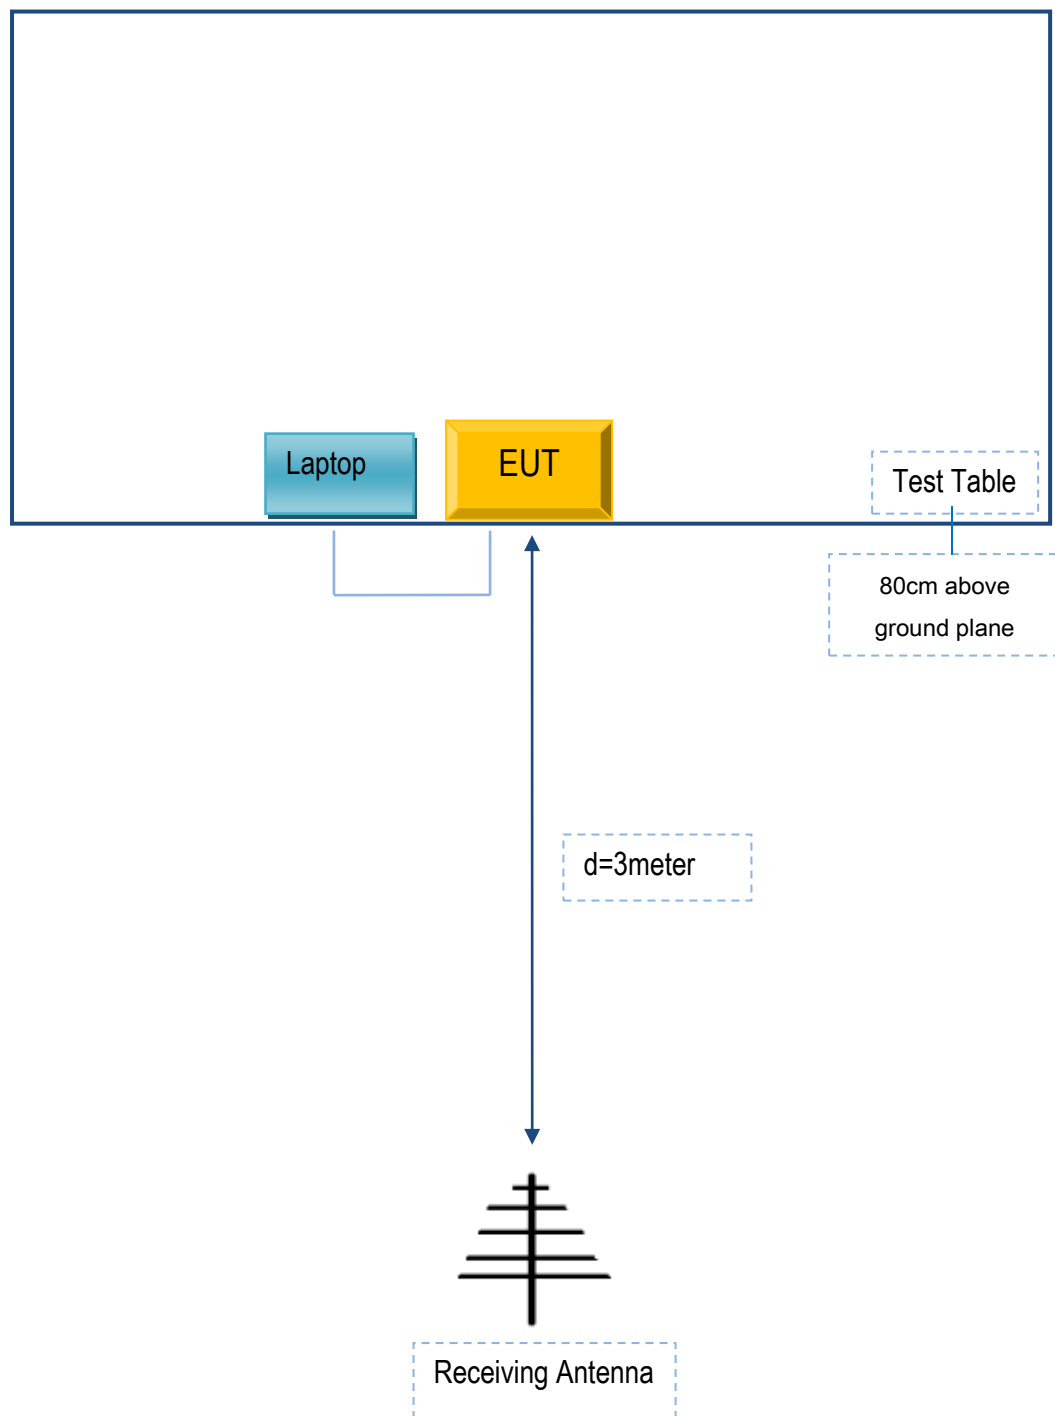 Laptop
EUT
Test Table
80cm above
ground plane
d=3meter
Receiving Antenna